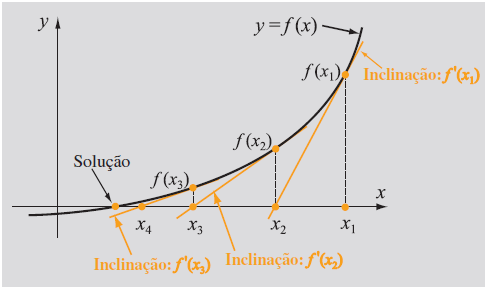 y
y = f(x)
f(x₁)
Inclinação: f'(x₁)
f(x₂)
Solução
f(x₃)
x
x₄
x₃
x₂
x₁
Inclinação: f'(x₃)
Inclinação: f'(x₂)